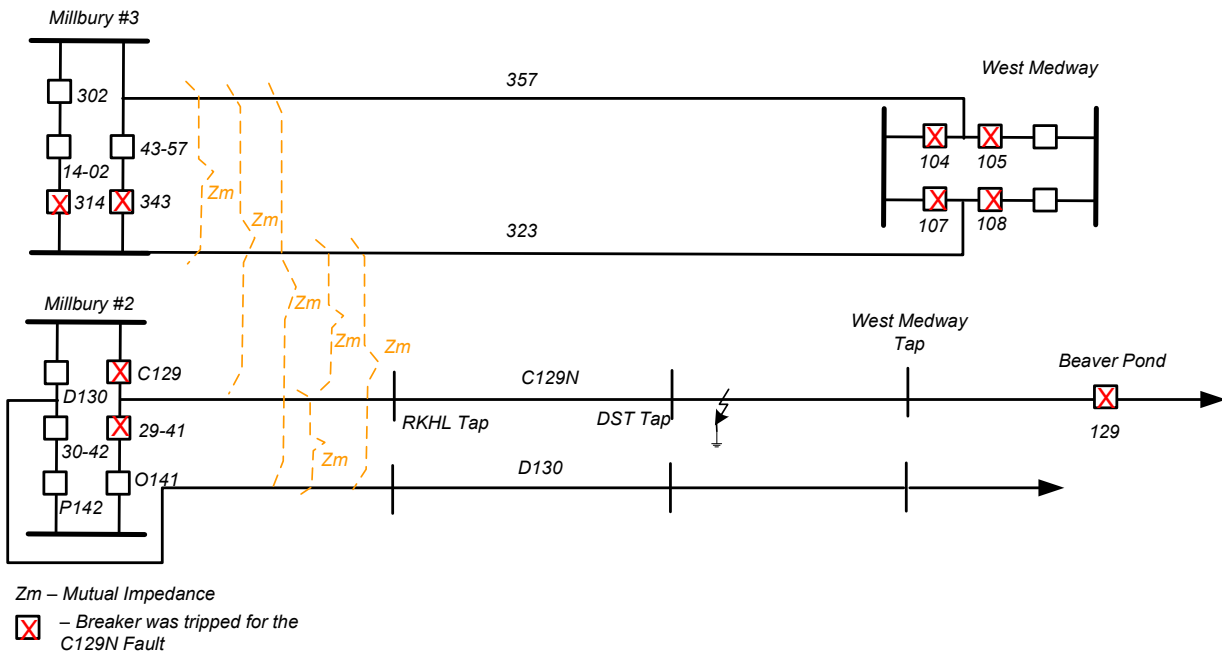 Millbury #3
357
West Medway
302
43-57
14-02
314
343
Zm
Zm
104
105
323
107
108
Millbury #2
Zm
Zm
Zm
West Medway
Tap
Beaver Pond
C129
C129N
D130
RKHL Tap
DST Tap
29-41
129
30-42
Zm
D130
O141
P142
Zm – Mutual Impedance
– Breaker was tripped for the
C129N Fault